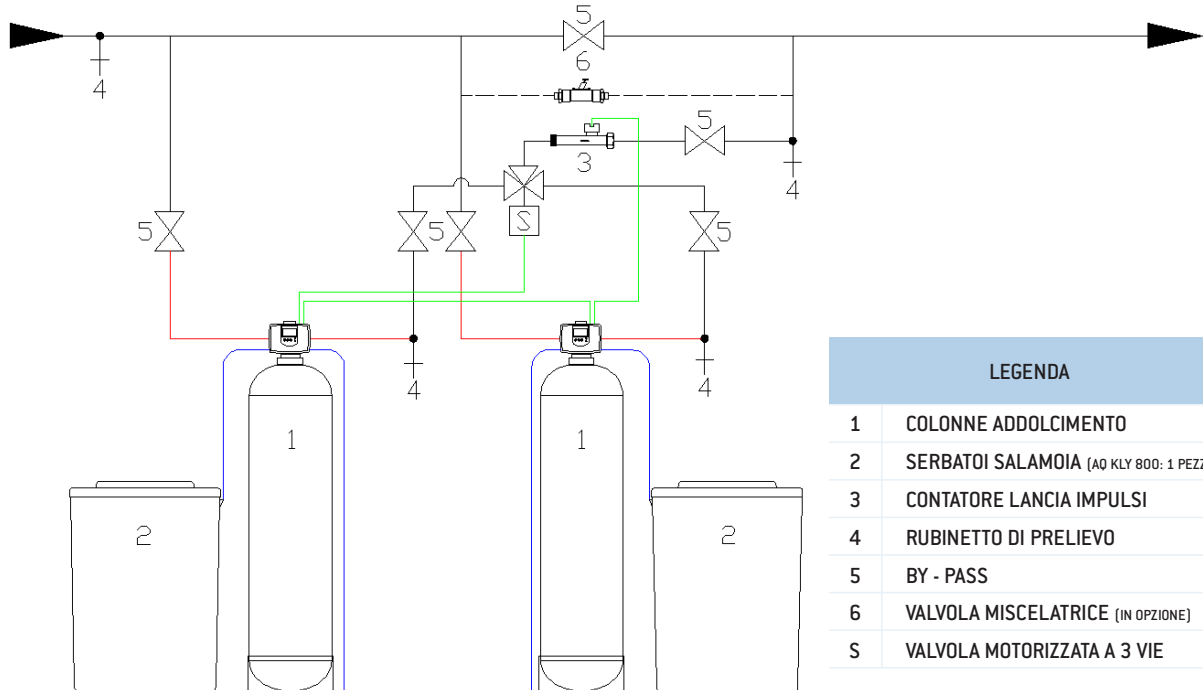 5
6
4
5
3
4
5
5
5
S
4
4
1
1
2
2
LEGENDA
1 COLONNE ADDOLCIMENTO
2 SERBATOI SALAMOIA (AQ KLY 800: 1 PEZZ
3 CONTATORE LANCIA IMPULSI
4 RUBINETTO DI PRELIEVO
5 BY - PASS
6 VALVOLA MISCELATRICE (IN OPZIONE)
S VALVOLA MOTORIZZATA A 3 VIE